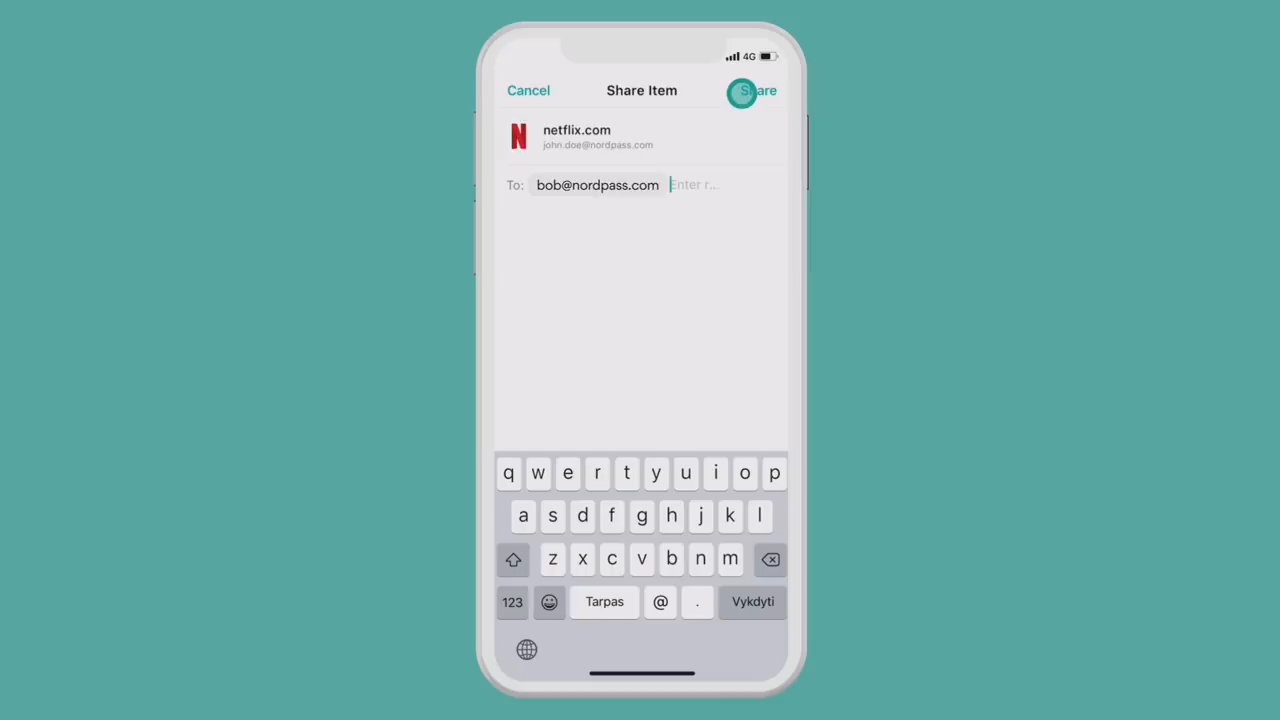 4G
Cancel Share Item Share
N netflix.com
john.doe@nordpass.com
To: bob@nordpass.com Enter r...
q w e r t y u i o p
a s d f g h j k l
z x c v b n m
123 Tarpas @ . Vykdyti